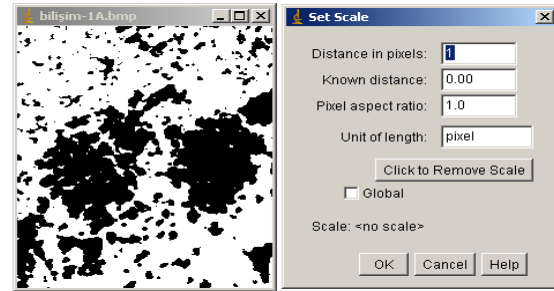 bilişim-1A.bmp
Set Scale
Distance in pixels: 1
Known distance: 0.00
Pixel aspect ratio: 1.0
Unit of length: pixel
Click to Remove Scale
Global
Scale: <no scale>
OK Cancel Help